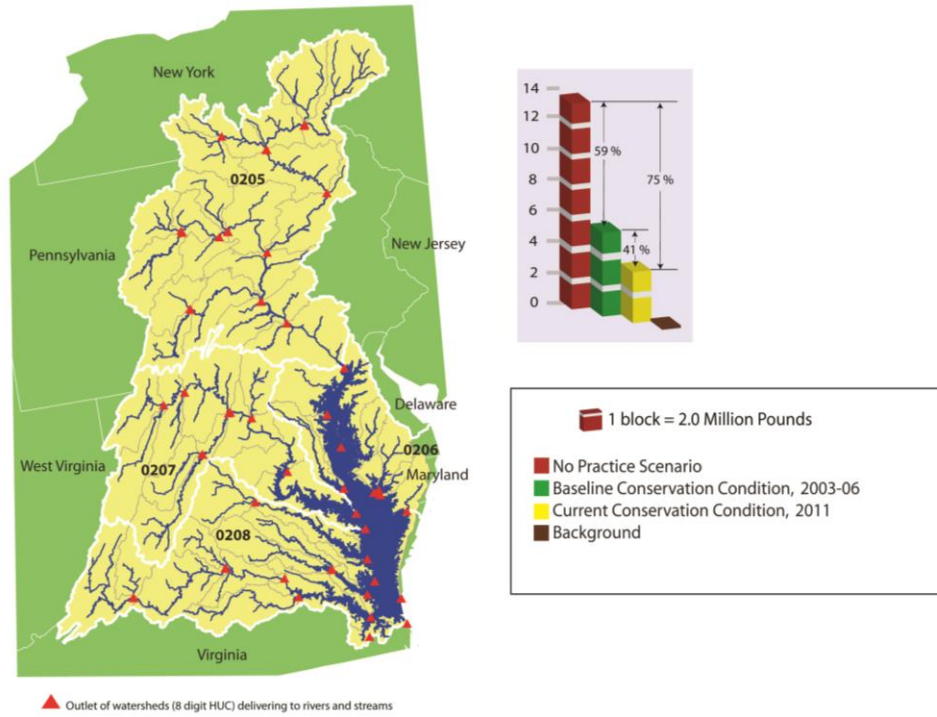 New York
0205
Pennsylvania
New Jersey
Delaware
West Virginia
0206
0207
Maryland
0208
Virginia
Outlet of watersheds (8 digit HUC) delivering to rivers and streams
14
12
10
8
6
4
2
0
59 %
75 %
41 %
1 block = 2.0 Million Pounds
No Practice Scenario
Baseline Conservation Condition, 2003-06
Current Conservation Condition, 2011
Background